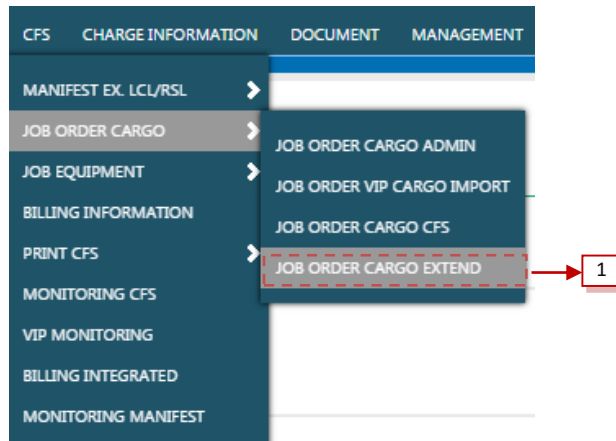 CFS CHARGE INFORMATION DOCUMENT MANAGEMENT
MANIFEST EX. LCL/RSL
JOB ORDER CARGO
JOB EQUIPMENT
BILLING INFORMATION
PRINT CFS
MONITORING CFS
VIP MONITORING
BILLING INTEGRATED
MONITORING MANIFEST
JOB ORDER CARGO ADMIN
JOB ORDER VIP CARGO IMPORT
JOB ORDER CARGO CFS
JOB ORDER CARGO EXTEND
1